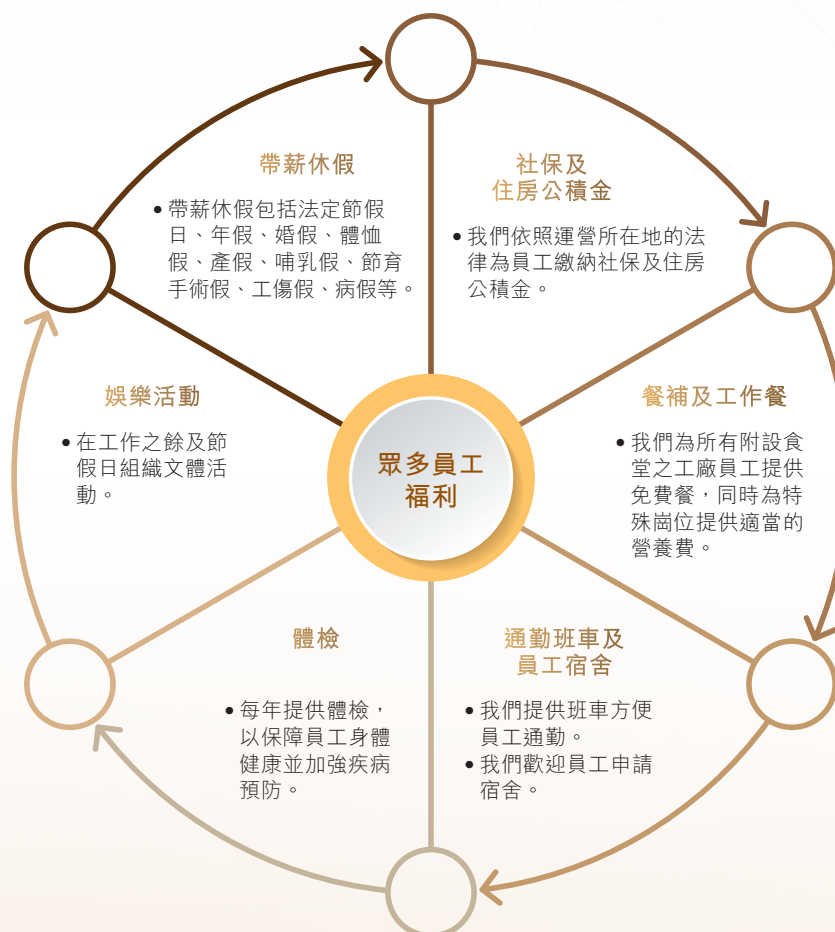 帶薪休假
• 帶薪休假包括法定節假
日、年假、婚假、體恤
假、產假、哺乳假、節育
手術假、工傷假、病假等。
社保及
住房公積金
• 我們依照運營所在地的法
律為員工繳納社保及住房
公積金。
娛樂活動
• 在工作之餘及節
假日組織文體活
動。
眾多員工
福利
餐補及工作餐
• 我們為所有附設食
堂之工廠員工提供
免費餐，同時為特
殊崗位提供適當的
營養費。
體檢
• 每年提供體檢，
以保障員工身體
健康並加強疾病
預防。
通勤班車及
員工宿舍
• 我們提供班車方便
員工通勤。
• 我們歡迎員工申請
宿舍。